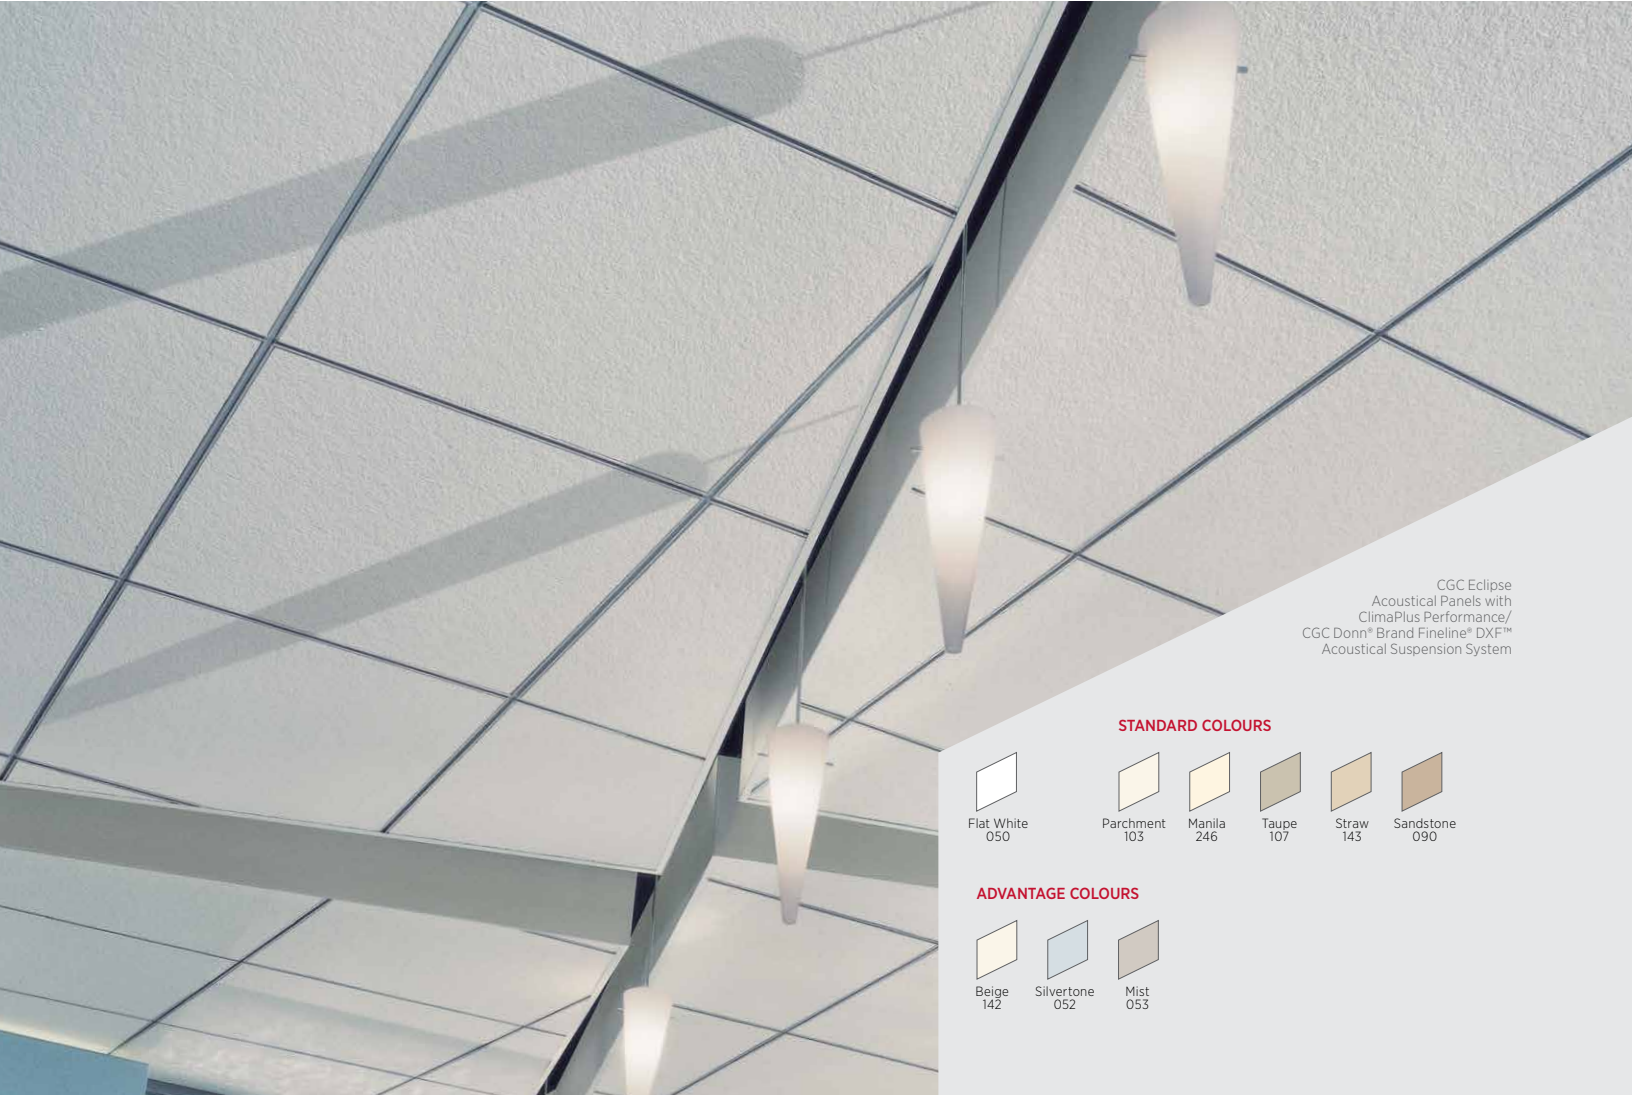 CGC Eclipse
Acoustical Panels with
ClimaPlus Performance/
CGC Donn® Brand Fineline® DXF™
Acoustical Suspension System
STANDARD COLOURS
Flat White
050
Parchment
103
Manila
246
Taupe
107
Straw
143
Sandstone
090
ADVANTAGE COLOURS
Beige
142
Silvertone
052
Mist
053